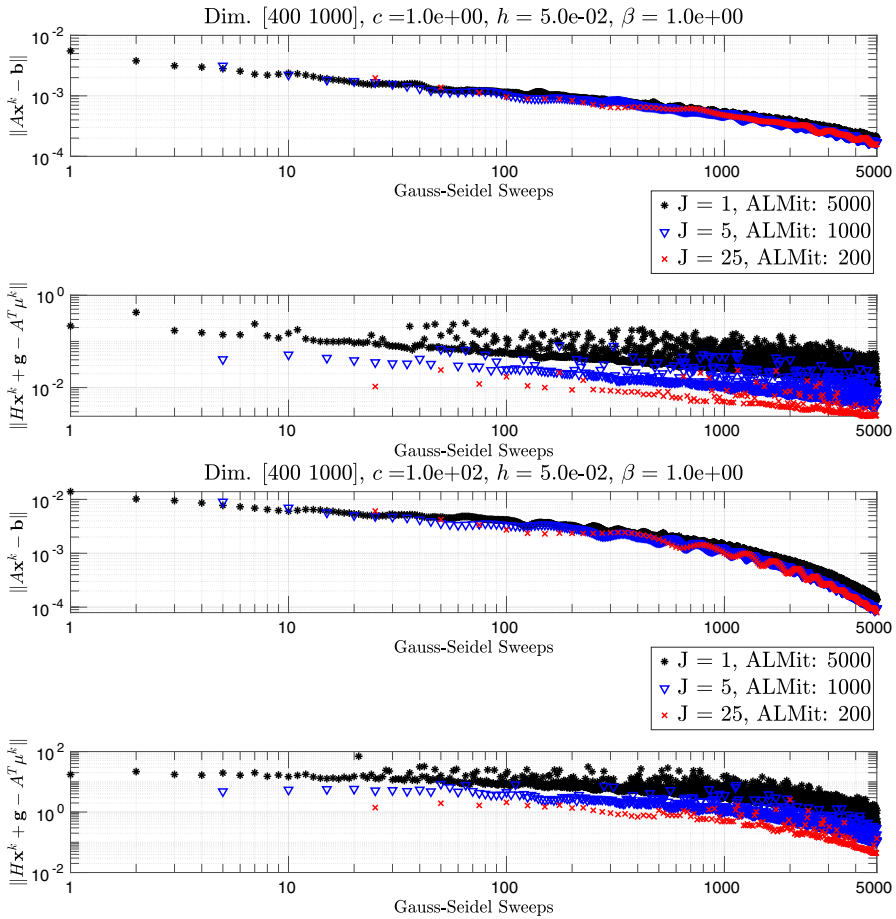 Dim. [400 1000], c =1.0e+00, h = 5.0e-02, β = 1.0e+00
‖Ax^k − b‖
10^-2
10^-3
10^-4
1 10 100 1000 5000
Gauss-Seidel Sweeps
J = 1, ALMit: 5000
J = 5, ALMit: 1000
J = 25, ALMit: 200
‖Hx^k + g − A^T μ^k‖
10^0
10^-2
1 10 100 1000 5000
Gauss-Seidel Sweeps
Dim. [400 1000], c =1.0e+02, h = 5.0e-02, β = 1.0e+00
‖Ax^k − b‖
10^-2
10^-3
10^-4
1 10 100 1000 5000
Gauss-Seidel Sweeps
J = 1, ALMit: 5000
J = 5, ALMit: 1000
J = 25, ALMit: 200
‖Hx^k + g − A^T μ^k‖
10^2
10^0
10^-2
1 10 100 1000 5000
Gauss-Seidel Sweeps